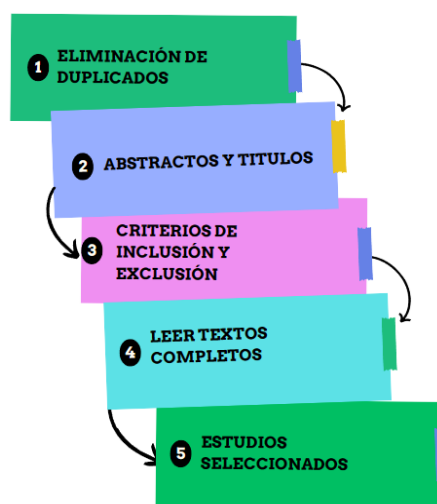 1 ELIMINACIÓN DE
DUPLICADOS
2 ABSTRACTOS Y TITULOS
3 CRITERIOS DE
INCLUSIÓN Y
EXCLUSIÓN
4 LEER TEXTOS
COMPLETOS
5 ESTUDIOS
SELECCIONADOS